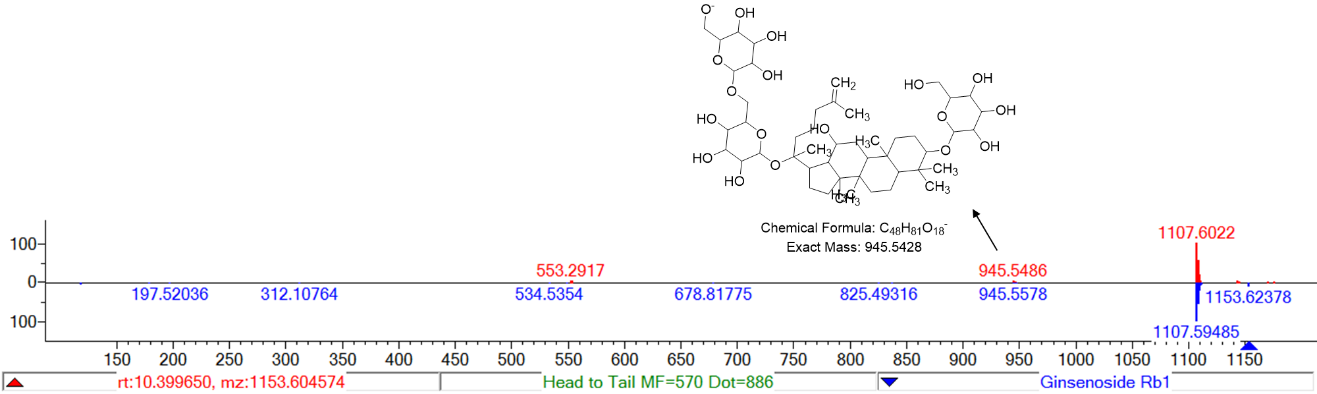 O⁻
OH
OH
O
OH
O
CH₂
CH₃
HO
OH
OH
O
OH
O
HO
HO
O
HO
O
HO
CH₃
H₃C
CH₃
CH₃
CH₃
Chemical Formula: C₄₈H₈₁O₁₈⁻
Exact Mass: 945.5428
100
0
100
553.2917
945.5486
1107.6022
197.52036
312.10764
534.5354
678.81775
825.49316
945.5578
1153.62378
1107.59485
150 200 250 300 350 400 450 500 550 600 650 700 750 800 850 900 950 1000 1050 1100 1150
rt:10.399650, mz:1153.604574
Head to Tail MF=570 Dot=886
Ginsenoside Rb1